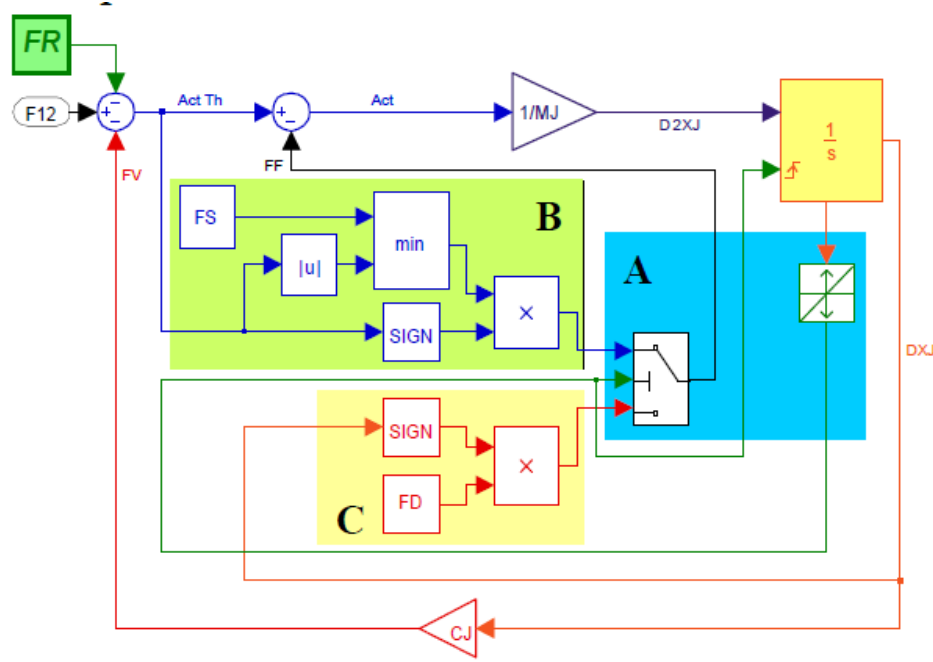 FR
F12
Act Th
Act
1/MJ
D2XJ
1
s
FV
FF
FS
B
min
|u|
A
×
SIGN
DXJ
SIGN
×
FD
C
CJ